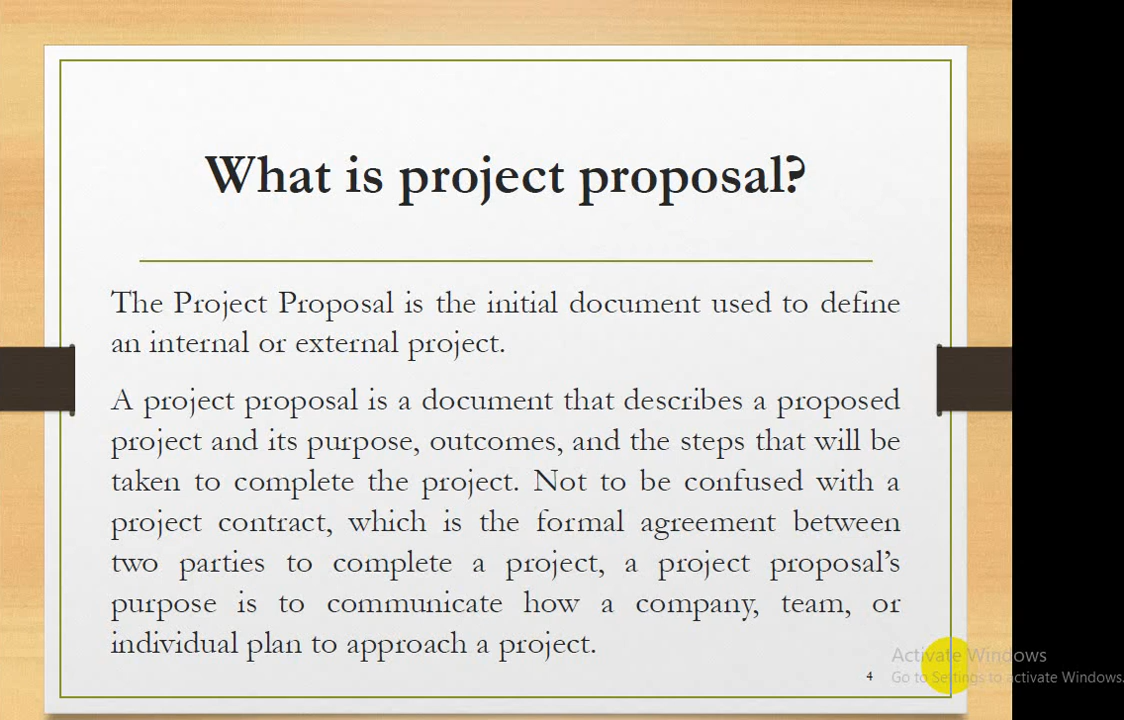 What is project proposal?
The Project Proposal is the initial document used to define
an internal or external project.
A project proposal is a document that describes a proposed
project and its purpose, outcomes, and the steps that will be
taken to complete the project. Not to be confused with a
project contract, which is the formal agreement between
two parties to complete a project, a project proposal’s
purpose is to communicate how a company, team, or
individual plan to approach a project.
4
Activate Windows
Go to Settings to activate Windows.